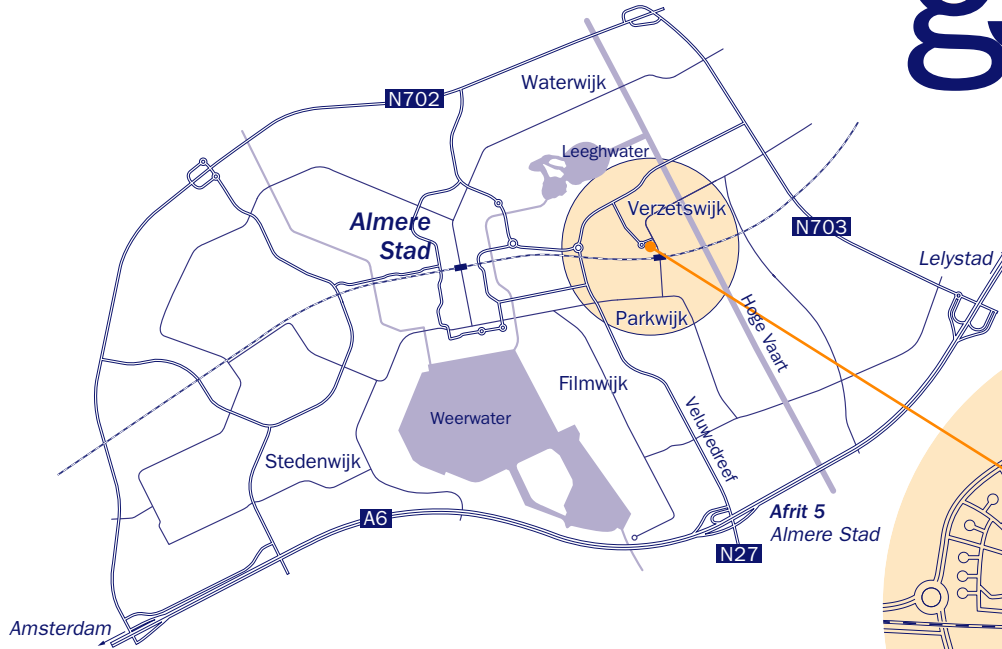 Waterwijk
N702
Leeghwater
Verzetswijk
Almere
Stad
N703
Lelystad
Hoge Vaart
Parkwijk
Filmwijk
Weerwater
Veluwedreef
Stedenwijk
A6
Afrit 5
Almere Stad
N27
Amsterdam